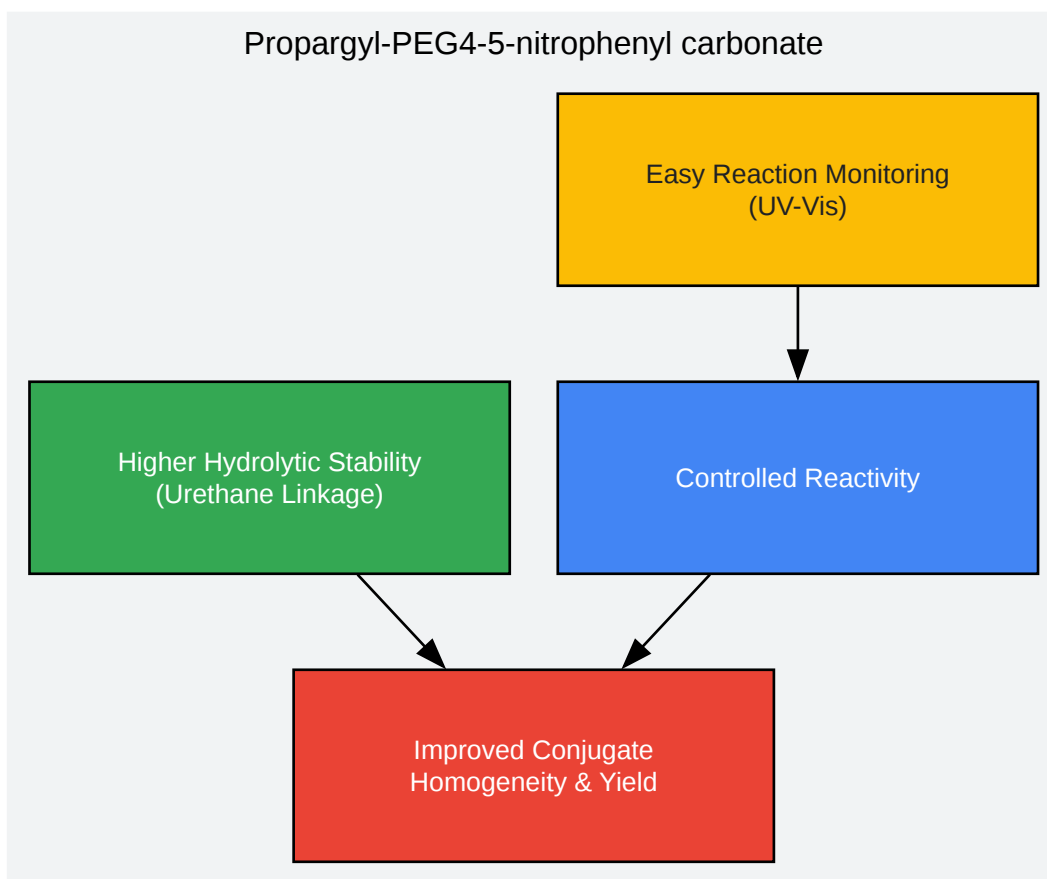 Propargyl-PEG4-5-nitrophenyl carbonate
Easy Reaction Monitoring
(UV-Vis)
Higher Hydrolytic Stability
(Urethane Linkage)
Controlled Reactivity
Improved Conjugate
Homogeneity & Yield